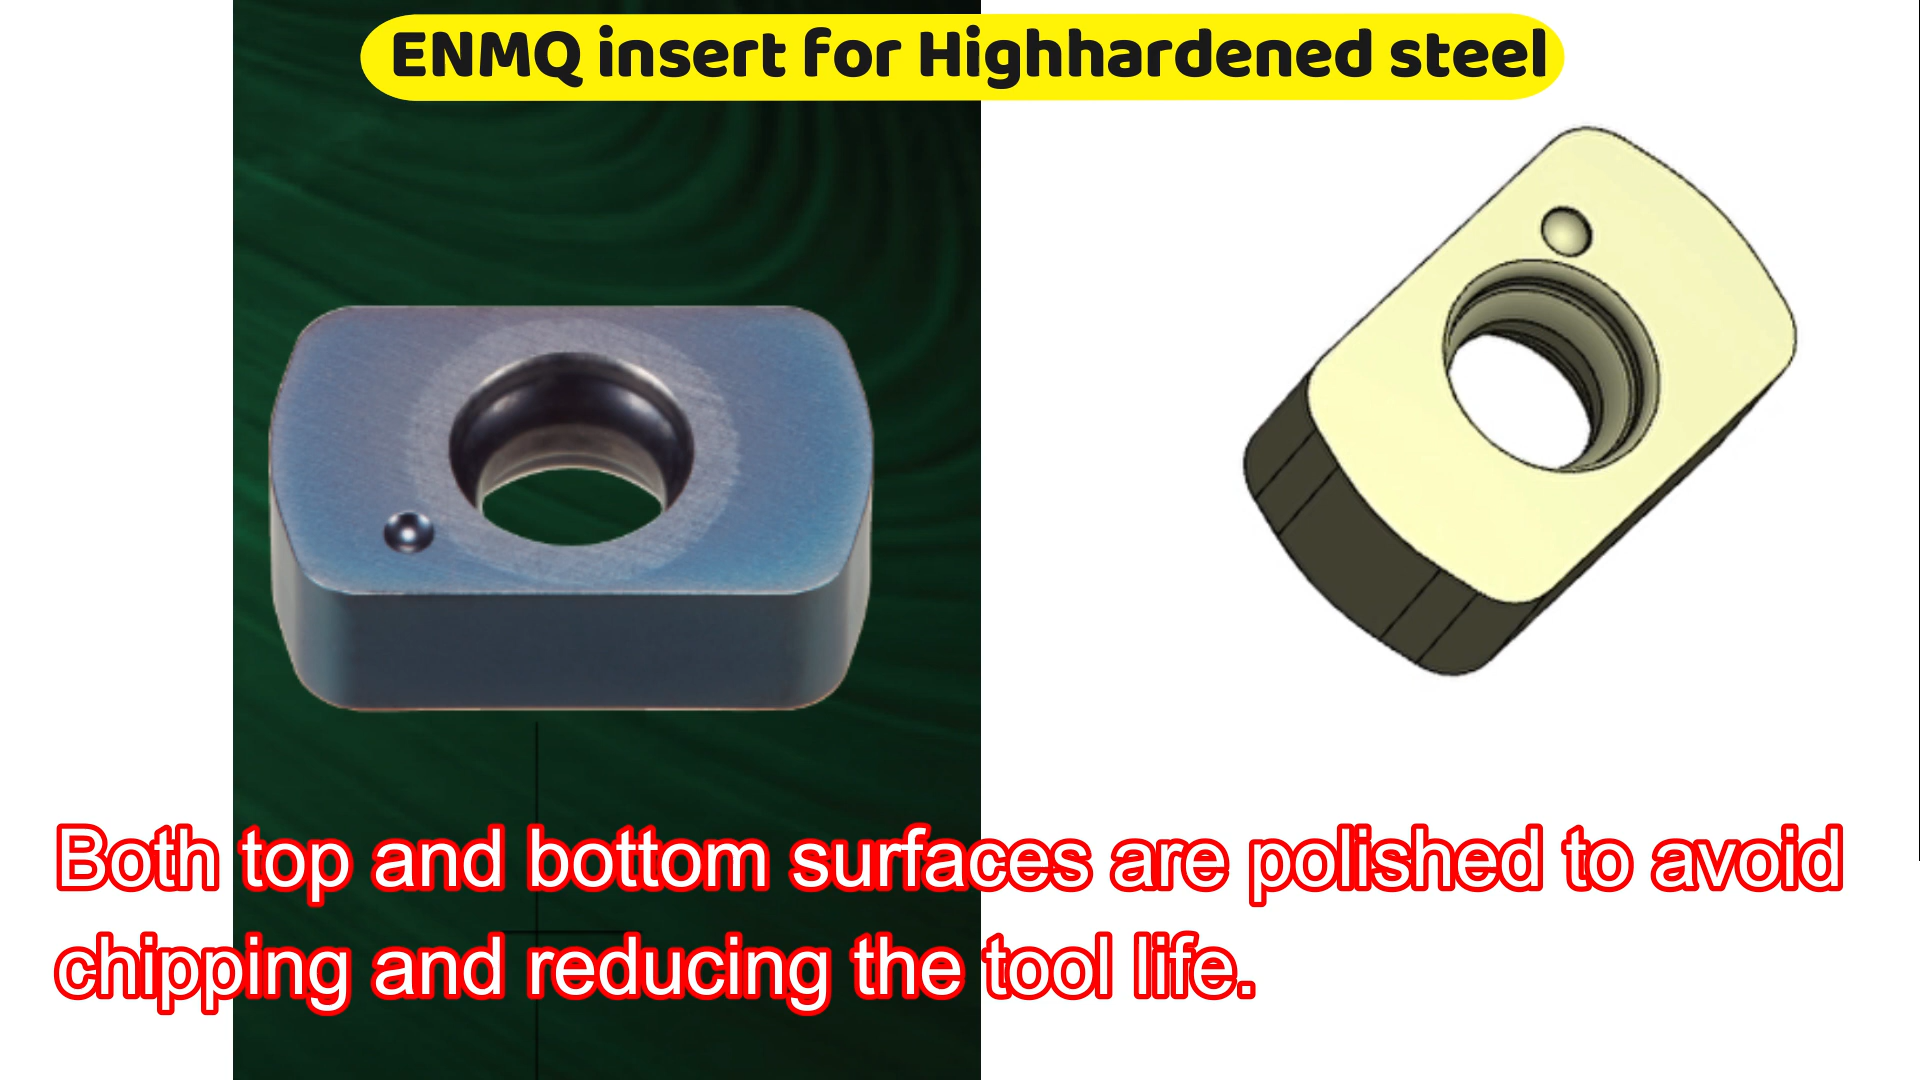 ENMQ insert for Highhardened steel
Both top and bottom surfaces are polished to avoid
chipping and reducing the tool life.